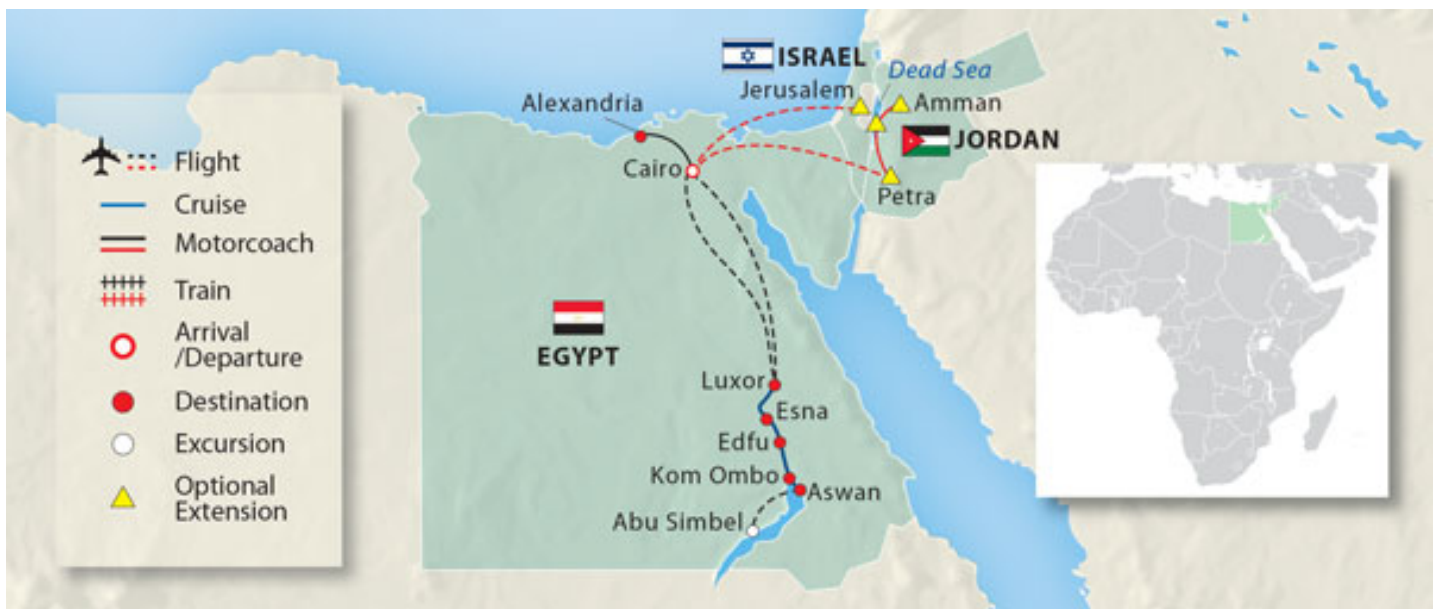 Flight
Cruise
Motorcoach
Train
Arrival
/Departure
Destination
Excursion
Optional
Extension
ISRAEL
Jerusalem
Dead Sea
Amman
JORDAN
Petra
Alexandria
Cairo
EGYPT
Luxor
Esna
Edfu
Kom Ombo
Aswan
Abu Simbel